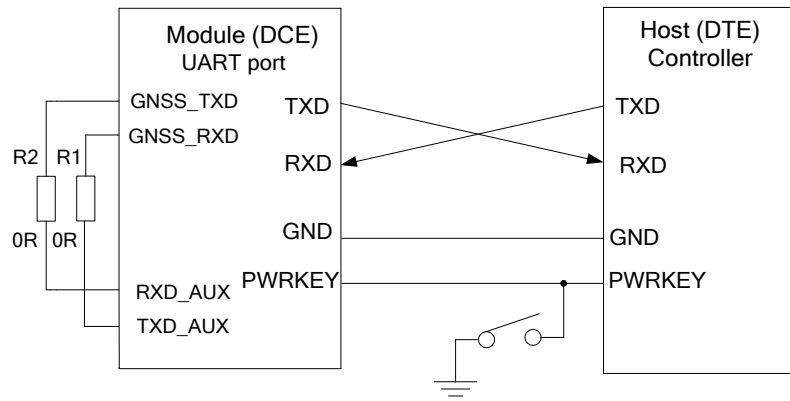 Module (DCE)
UART port
GNSS_TXD
GNSS_RXD
TXD
RXD
GND
PWRKEY
R2
R1
0R
0R
RXD_AUX
TXD_AUX
Host (DTE)
Controller
TXD
RXD
GND
PWRKEY